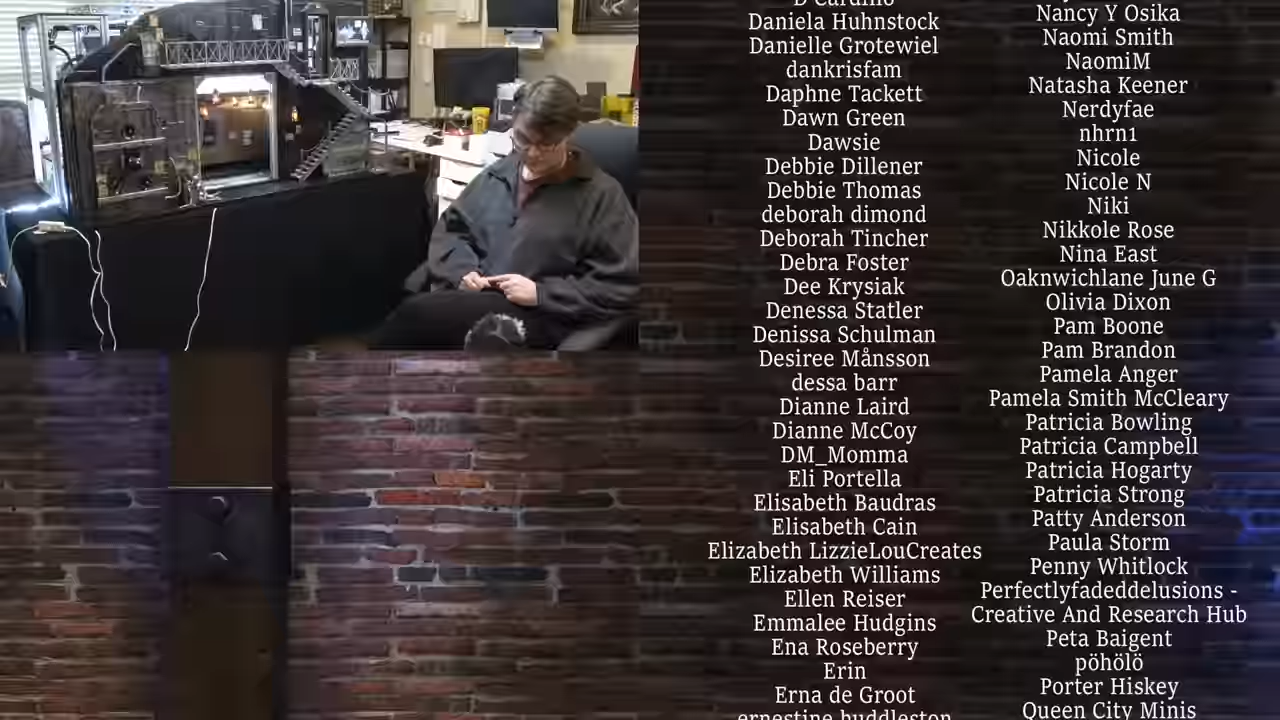 D Cardino
Daniela Huhnstock
Danielle Grotewiel
dankrisfam
Daphne Tackett
Dawn Green
Dawsie
Debbie Dillener
Debbie Thomas
deborah dimond
Deborah Tincher
Debra Foster
Dee Krysiak
Denessa Statler
Denissa Schulman
Desiree Månsson
dessa barr
Dianne Laird
Dianne McCoy
DM_Momma
Eli Portella
Elisabeth Baudras
Elisabeth Cain
Elizabeth LizzieLouCreates
Elizabeth Williams
Ellen Reiser
Emmalee Hudgins
Ena Roseberry
Erin
Erna de Groot
ernestine huddleston
Nancy Y Osika
Naomi Smith
NaomiM
Natasha Keener
Nerdyfae
nhrn1
Nicole
Nicole N
Niki
Nikkole Rose
Nina East
Oaknwichlane June G
Olivia Dixon
Pam Boone
Pam Brandon
Pamela Anger
Pamela Smith McCleary
Patricia Bowling
Patricia Campbell
Patricia Hogarty
Patricia Strong
Patty Anderson
Paula Storm
Penny Whitlock
Perfectlyfadeddelusions -
Creative And Research Hub
Peta Baigent
pöhölö
Porter Hiskey
Queen City Minis